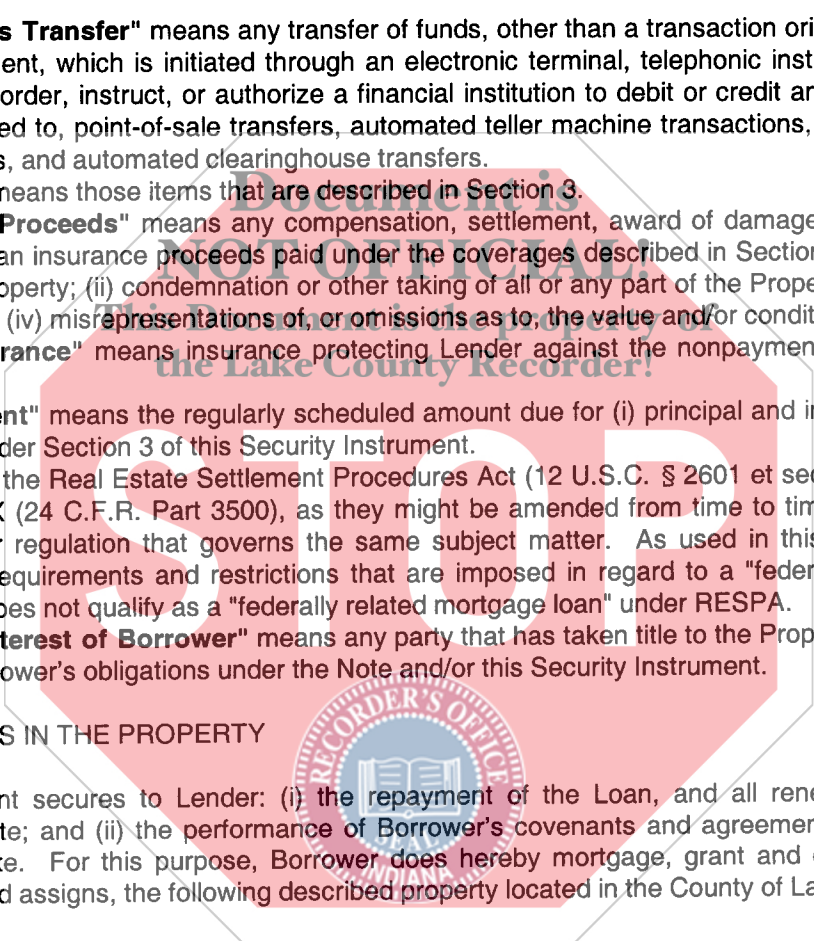 s Transfer" means any transfer of funds, other than a transaction ori
ent, which is initiated through an electronic terminal, telephonic inst
order, instruct, or authorize a financial institution to debit or credit ar
ed to, point-of-sale transfers, automated teller machine transactions,
s, and automated clearinghouse transfers.
means those items that are described in Section 3.
Document is
Proceeds" means any compensation, settlement, award of damage
an insurance proceeds paid under the coverages described in Section
NOT OFFICIAL!
operty; (ii) condemnation or other taking of all or any part of the Prope
(iv) misrepresentations of, or omissions as to, the value and/or condit
This Document is the property of
rance" means insurance protecting Lender against the nonpaymen
the Lake County Recorder!
ent" means the regularly scheduled amount due for (i) principal and in
der Section 3 of this Security Instrument.
the Real Estate Settlement Procedures Act (12 U.S.C. § 2601 et sec
X (24 C.F.R. Part 3500), as they might be amended from time to tim
r regulation that governs the same subject matter. As used in this
STOP
equirements and restrictions that are imposed in regard to a "feder
oes not qualify as a "federally related mortgage loan" under RESPA.
terest of Borrower" means any party that has taken title to the Prop
ower's obligations under the Note and/or this Security Instrument.
RECORDER'S OFFICE
S IN THE PROPERTY
nt secures to Lender: (i) the repayment of the Loan, and all rene
te; and (ii) the performance of Borrower's covenants and agreemen
SEAL
te. For this purpose, Borrower does hereby mortgage, grant and
INDIANA
d assigns, the following described property located in the County of La